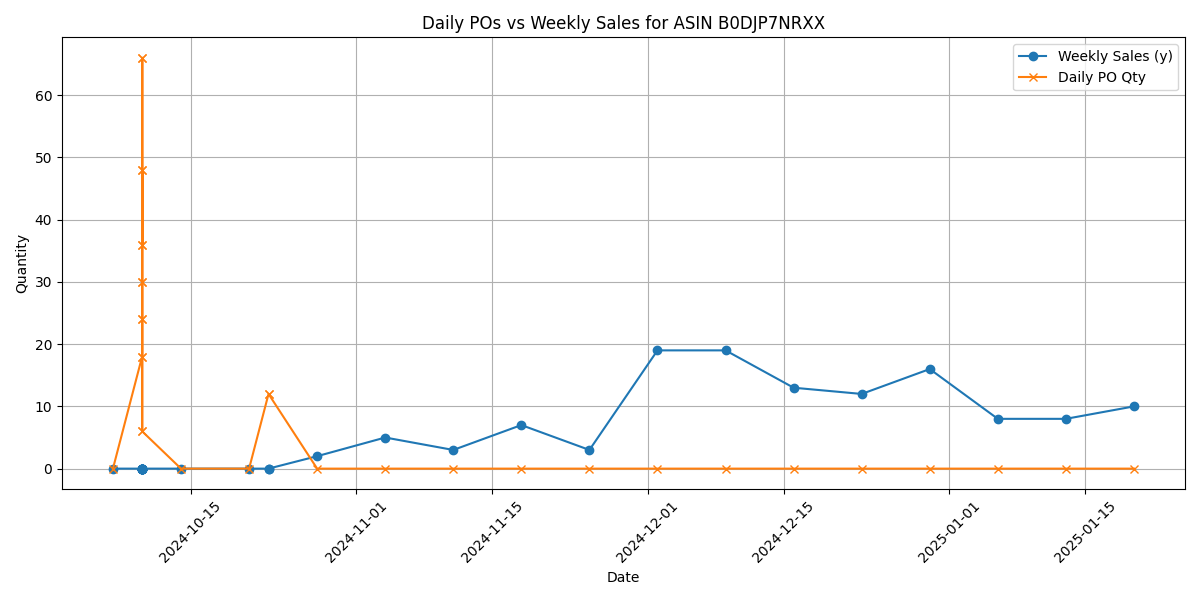 Daily POs vs Weekly Sales for ASIN B0DJP7NRXX
Weekly Sales (y)
Daily PO Qty
Quantity
60
50
40
30
20
10
0
2024-10-15
2024-11-01
2024-11-15
2024-12-01
2024-12-15
2025-01-01
2025-01-15
Date